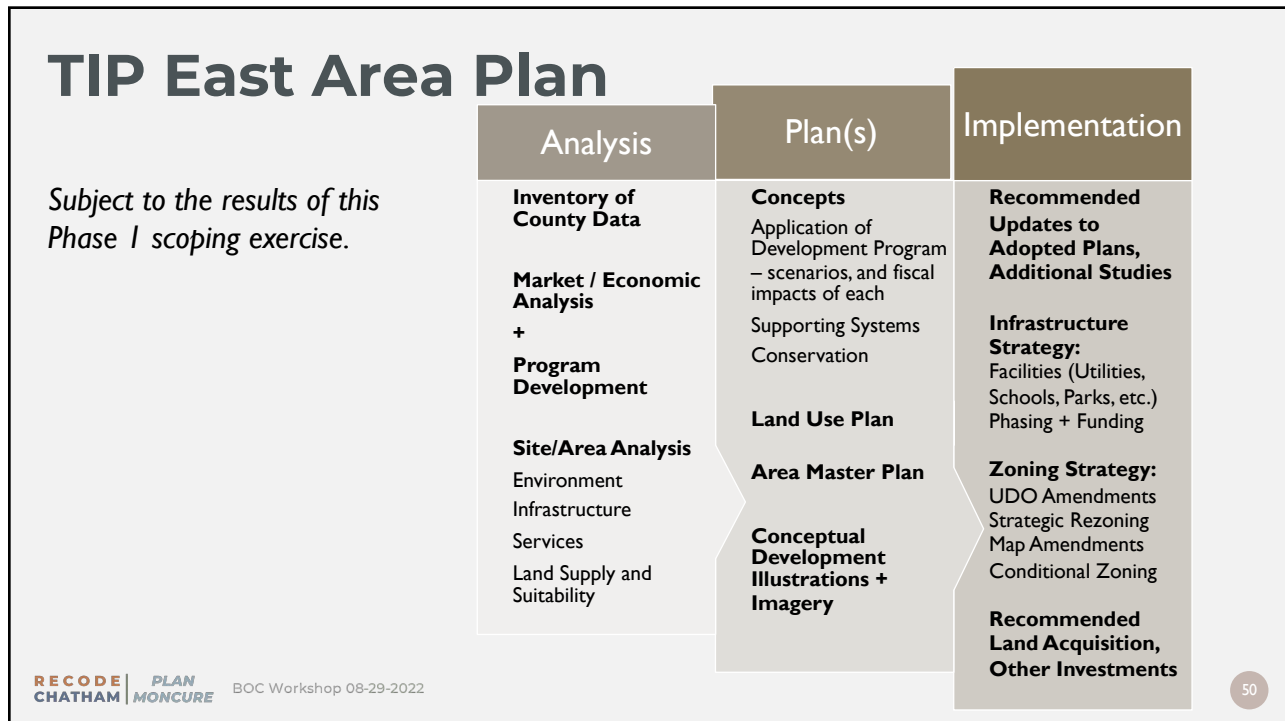 TIP East Area Plan
Subject to the results of this
Phase 1 scoping exercise.
Analysis
Inventory of
County Data
Market / Economic
Analysis
+
Program
Development
Site/Area Analysis
Environment
Infrastructure
Services
Land Supply and
Suitability
Plan(s)
Concepts
Application of
Development Program
– scenarios, and fiscal
impacts of each
Supporting Systems
Conservation
Land Use Plan
Area Master Plan
Conceptual
Development
Illustrations +
Imagery
Implementation
Recommended
Updates to
Adopted Plans,
Additional Studies
Infrastructure
Strategy:
Facilities (Utilities,
Schools, Parks, etc.)
Phasing + Funding
Zoning Strategy:
UDO Amendments
Strategic Rezoning
Map Amendments
Conditional Zoning
Recommended
Land Acquisition,
Other Investments
RECODE
CHATHAM
PLAN
MONCURE
BOC Workshop 08-29-2022
50